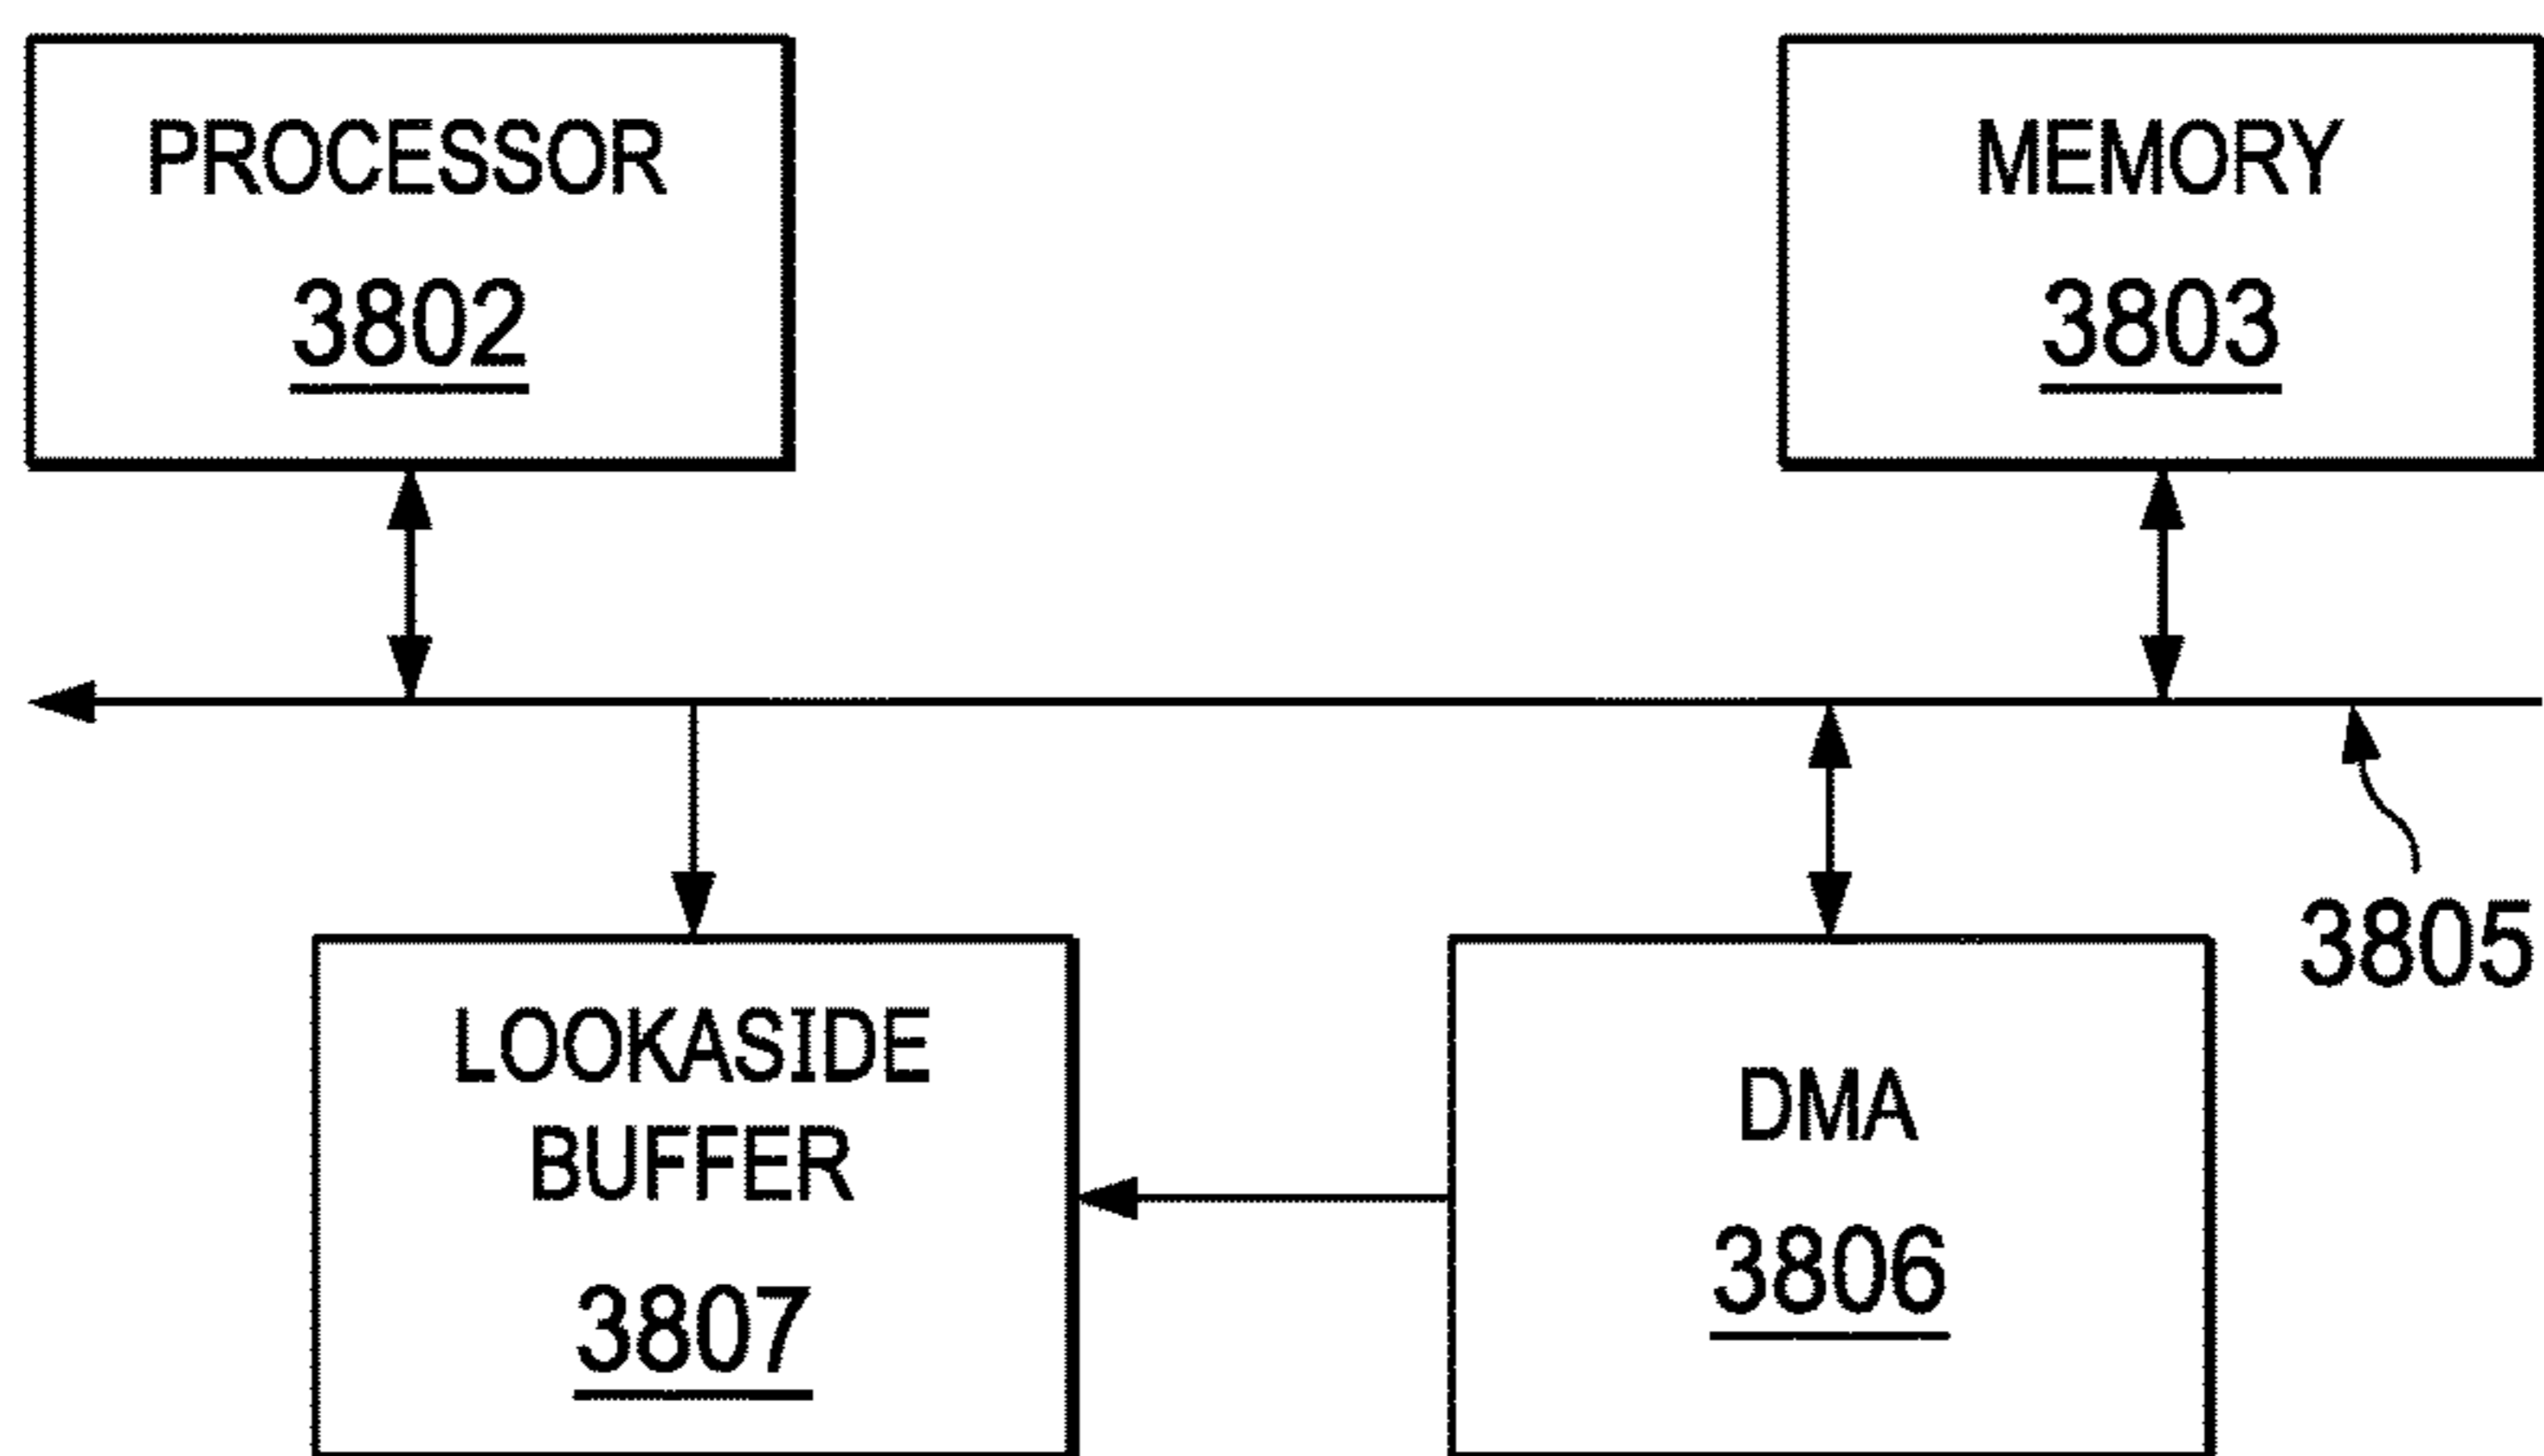 PROCESSOR
3802
MEMORY
3803
3805
LOOKASIDE
BUFFER
3807
DMA
3806